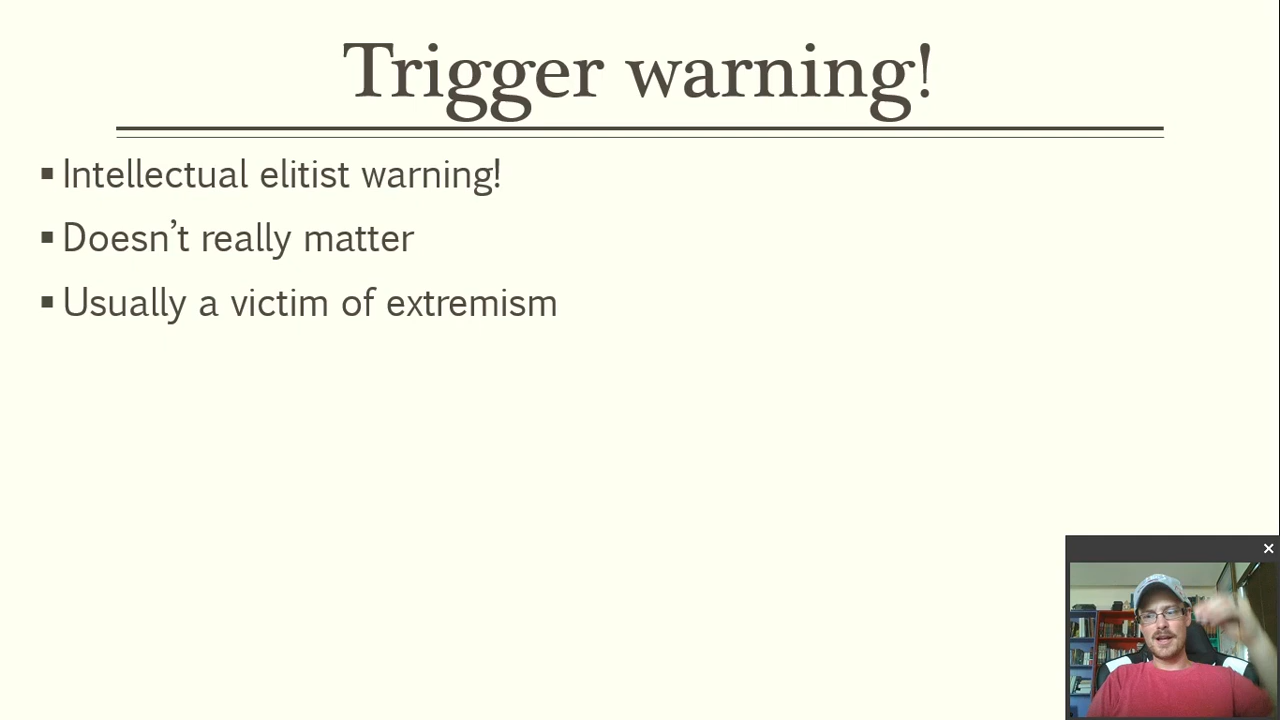 Trigger warning!
Intellectual elitist warning!
Doesn’t really matter
Usually a victim of extremism